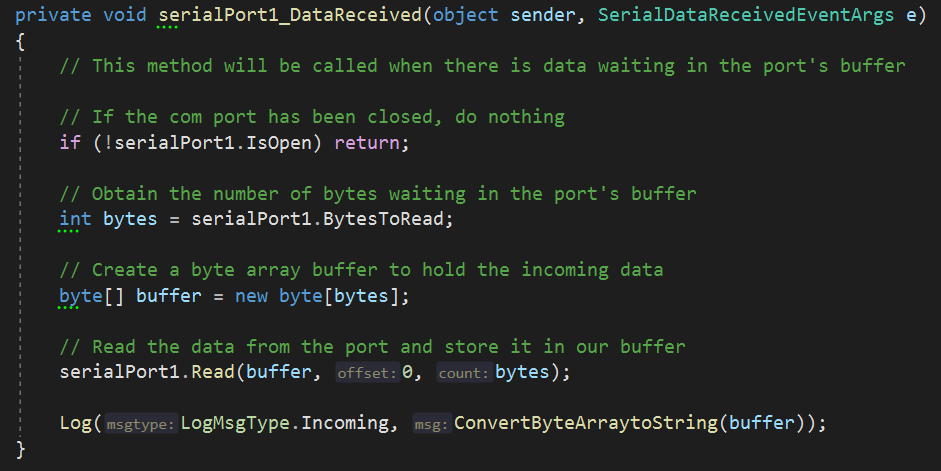 private void serialPort1_DataReceived(object sender, SerialDataReceivedEventArgs e)
{
// This method will be called when there is data waiting in the port's buffer
// If the com port has been closed, do nothing
if (!serialPort1.IsOpen) return;
// Obtain the number of bytes waiting in the port's buffer
int bytes = serialPort1.BytesToRead;
// Create a byte array buffer to hold the incoming data
byte[] buffer = new byte[bytes];
// Read the data from the port and store it in our buffer
serialPort1.Read(buffer, offset: 0, count: bytes);
Log( msgtype: LogMsgType.Incoming, msg: ConvertByteArraytoString(buffer));
}